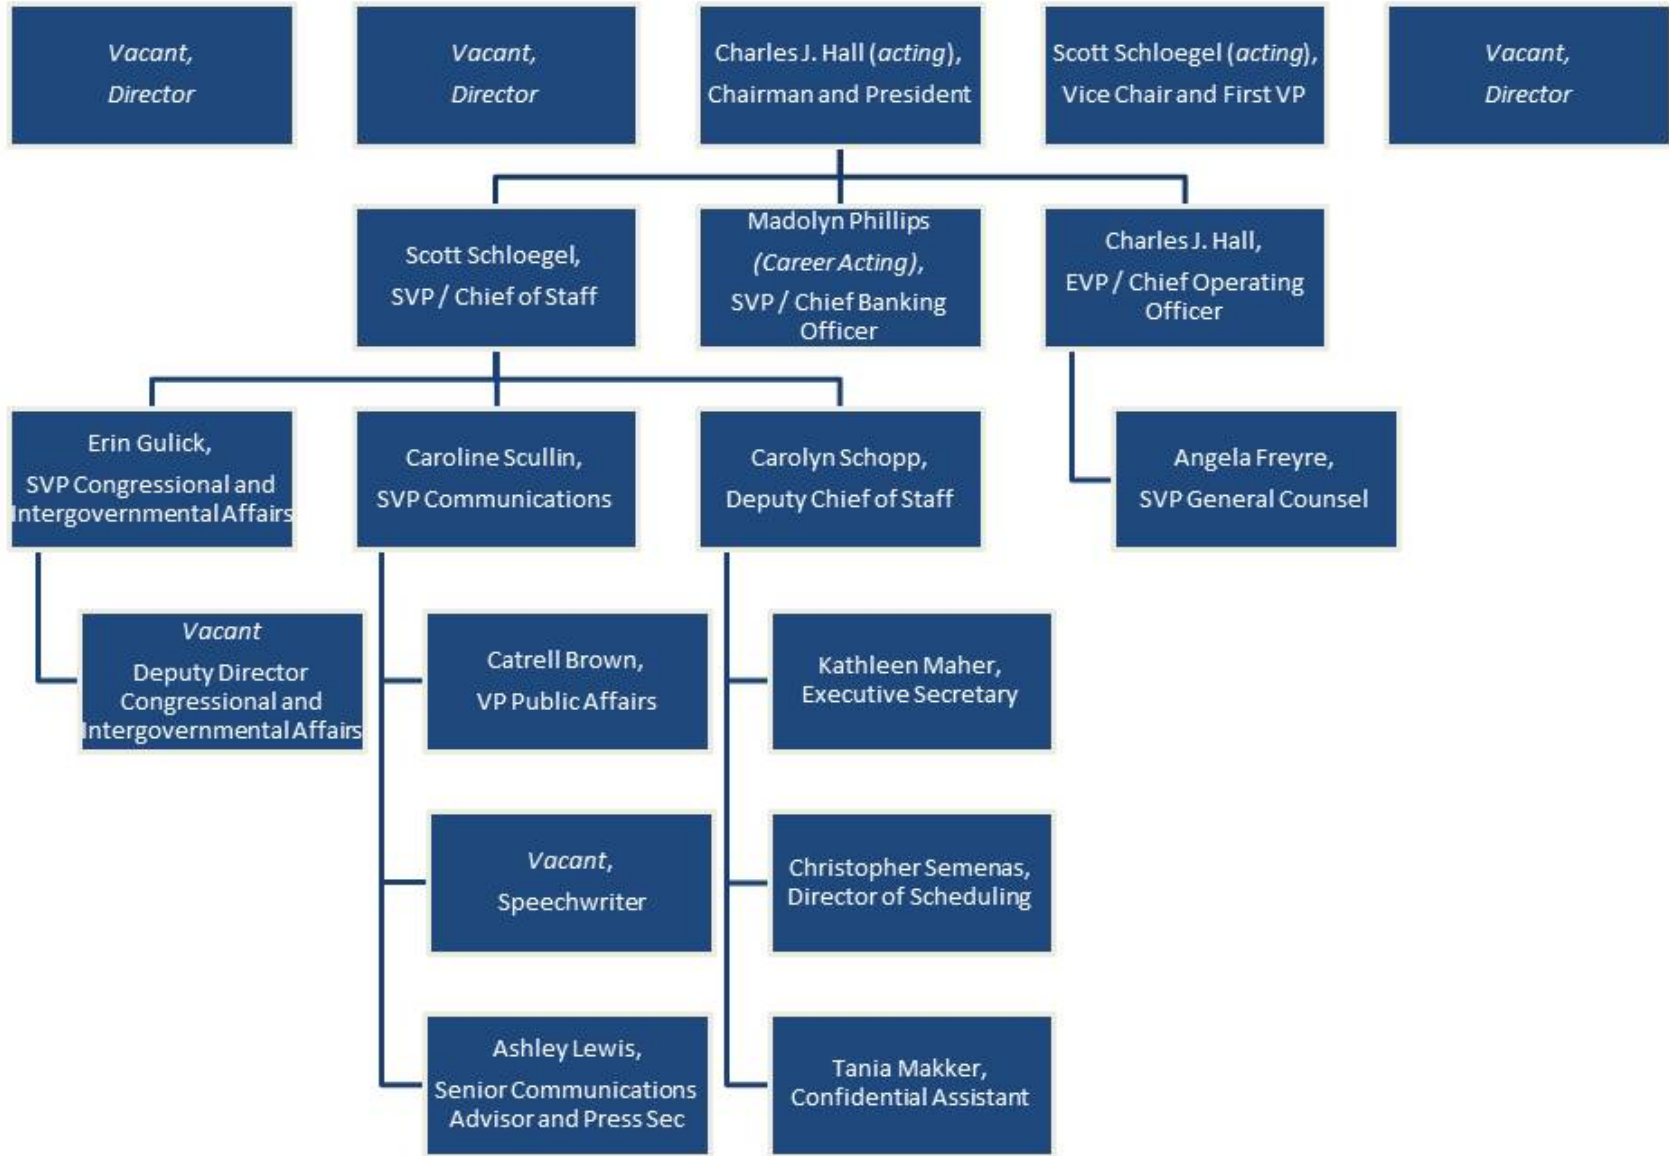 Vacant,
Director
Vacant,
Director
Charles J. Hall (acting),
Chairman and President
Scott Schloegel (acting),
Vice Chair and First VP
Vacant,
Director
Scott Schloegel,
SVP / Chief of Staff
Madolyn Phillips
(Career Acting),
SVP / Chief Banking
Officer
Charles J. Hall,
EVP / Chief Operating
Officer
Erin Gulick,
SVP Congressional and
Intergovernmental Affairs
Caroline Scullin,
SVP Communications
Carolyn Schopp,
Deputy Chief of Staff
Angela Freyre,
SVP General Counsel
Vacant
Deputy Director
Congressional and
Intergovernmental Affairs
Catrell Brown,
VP Public Affairs
Kathleen Maher,
Executive Secretary
Vacant,
Speechwriter
Christopher Semenas,
Director of Scheduling
Ashley Lewis,
Senior Communications
Advisor and Press Sec
Tania Makker,
Confidential Assistant